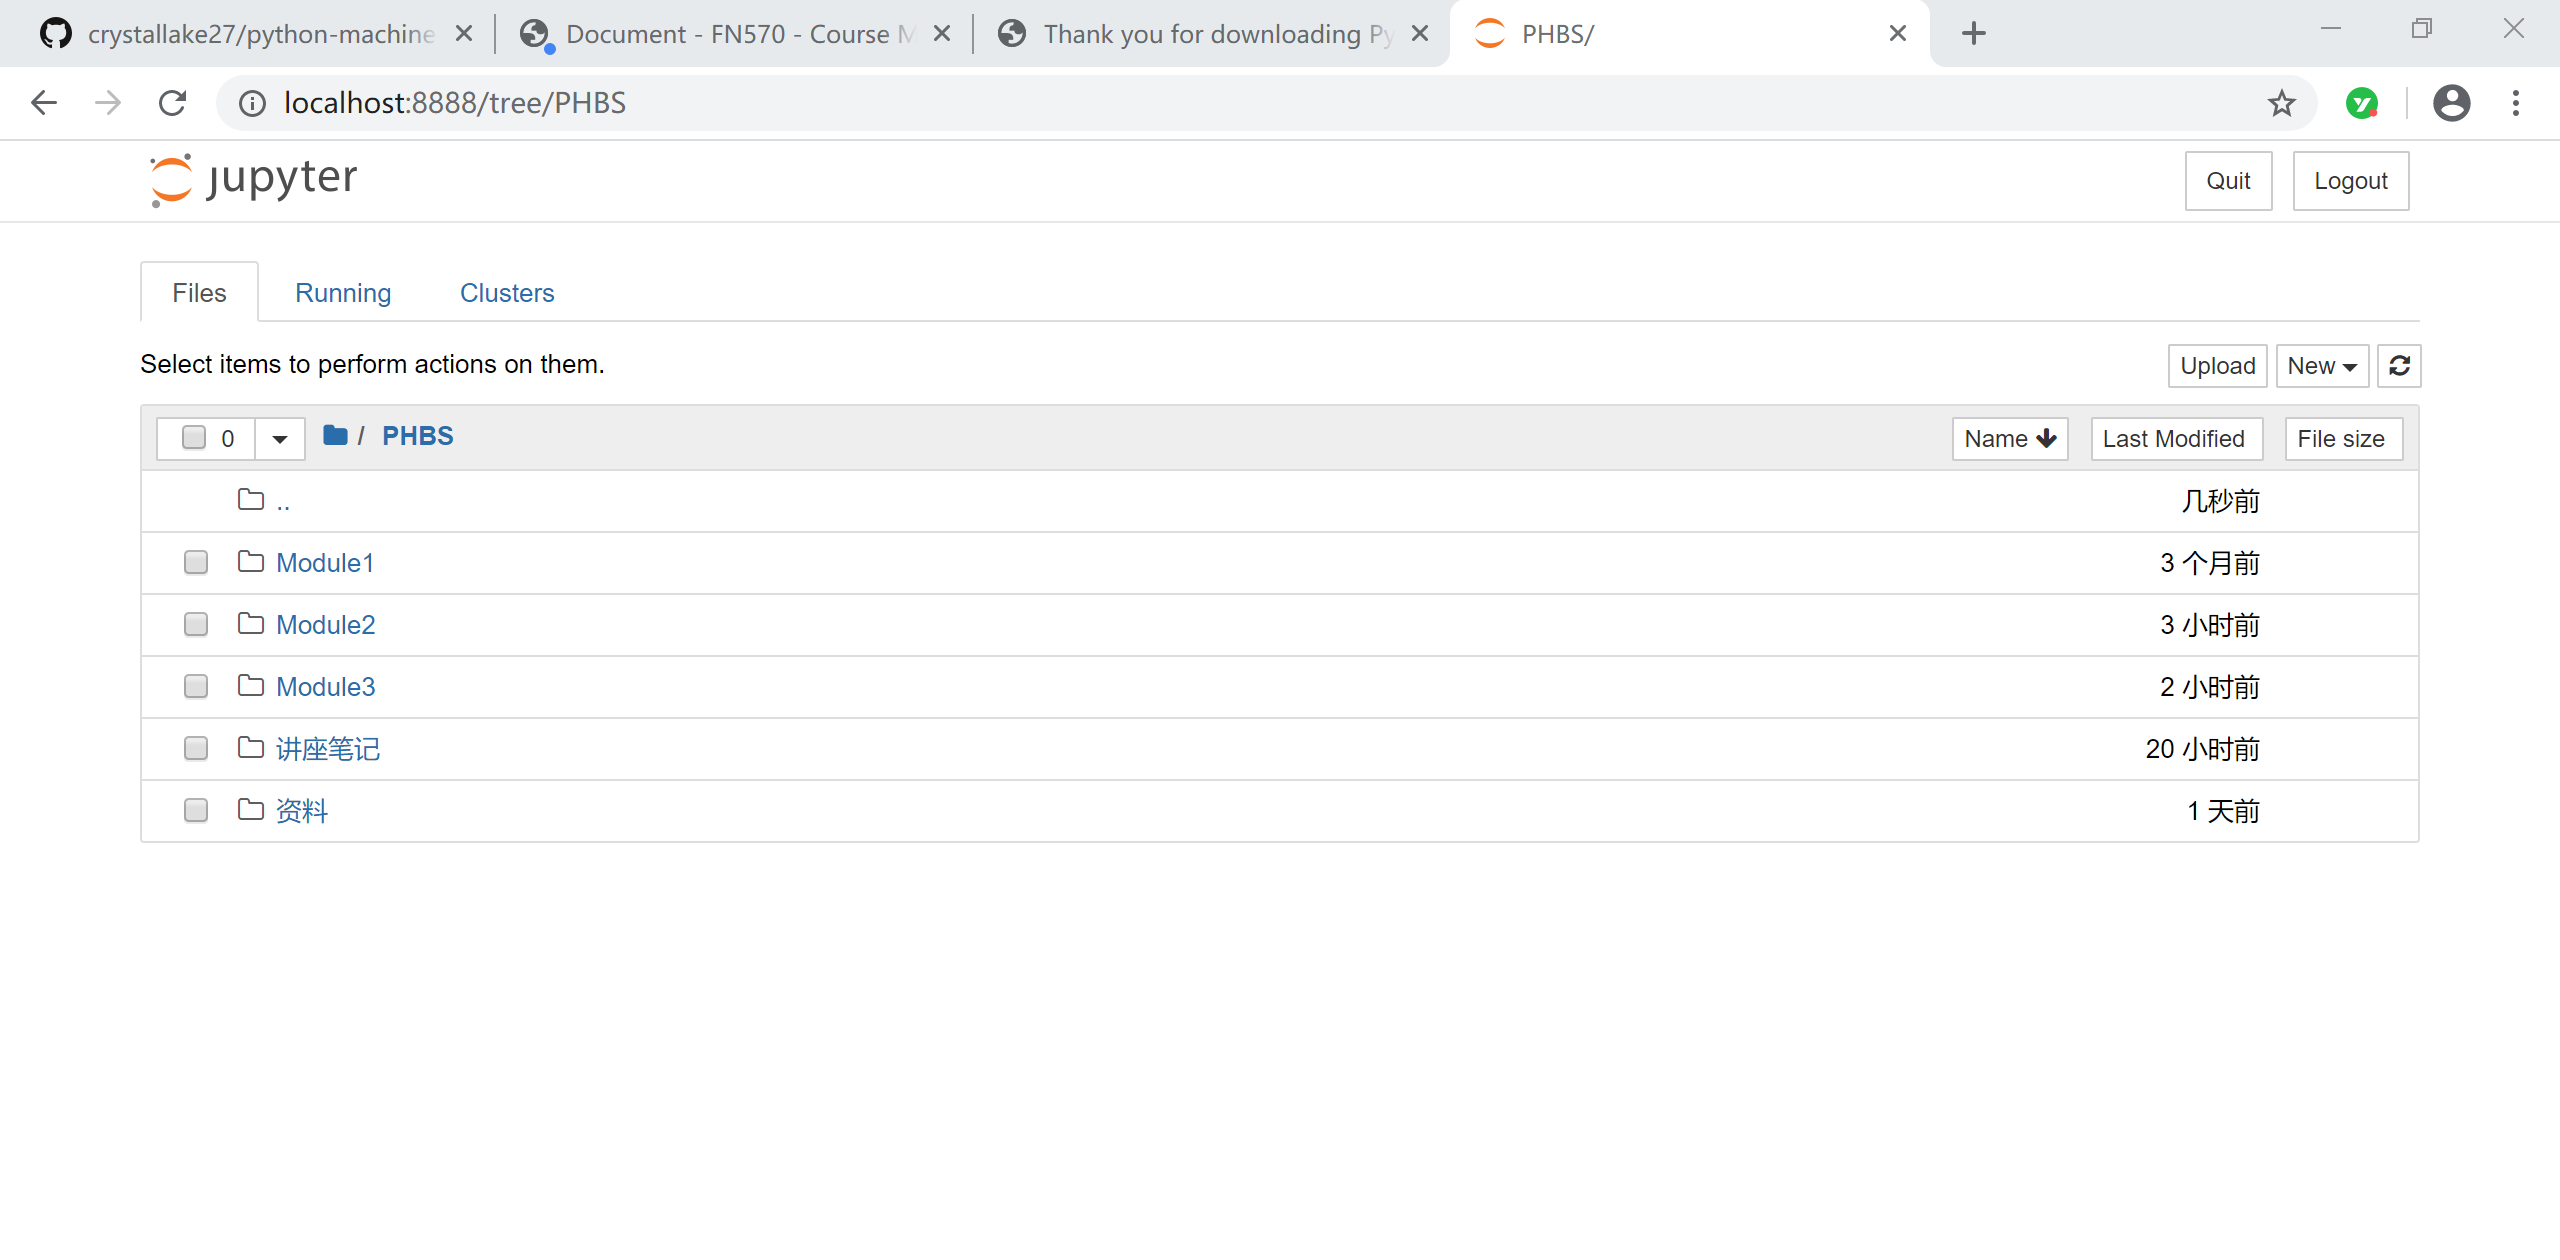 crystallake27/python-machine
Document - FN570 - Course M
Thank you for downloading Py
PHBS/
localhost:8888/tree/PHBS
jupyter
Quit Logout
Files Running Clusters
Select items to perform actions on them.
Upload New
0 / PHBS Name Last Modified File size
.. 几秒前
Module1 3 个月前
Module2 3 小时前
Module3 2 小时前
讲座笔记 20 小时前
资料 1 天前